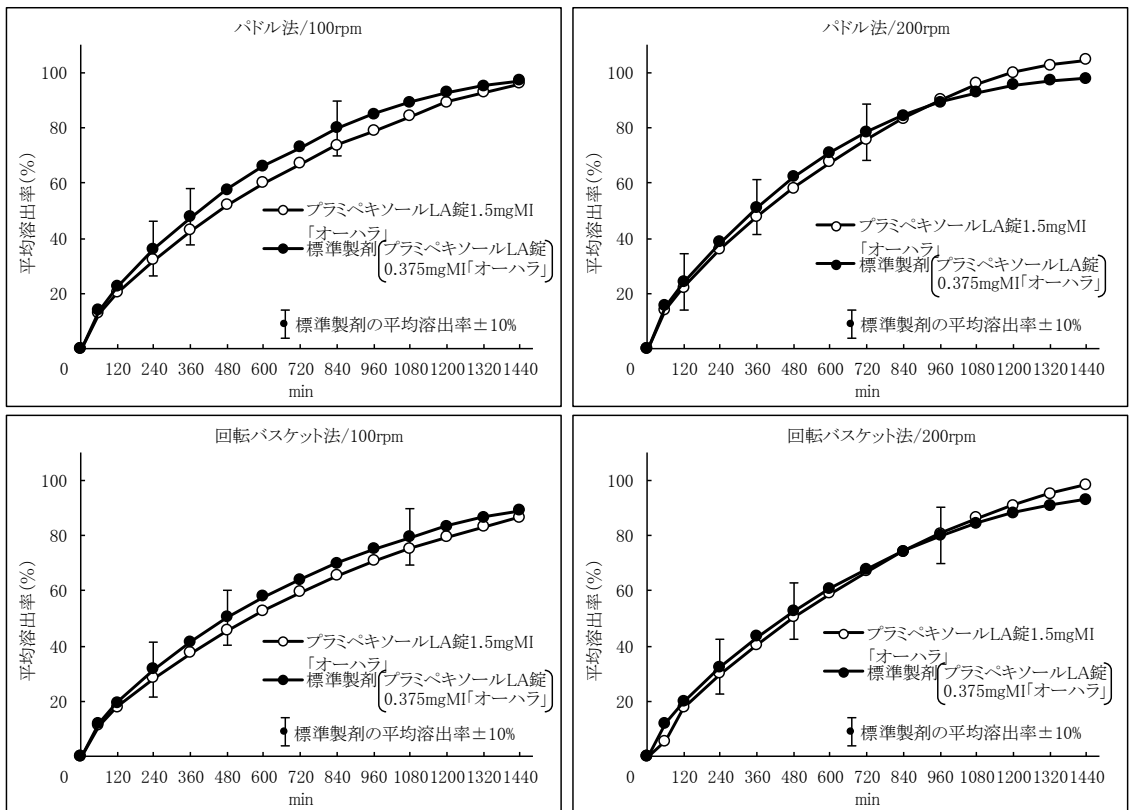 パドル法/100rpm
100
80
60
40
20
0
平均溶出率(%)
プラミペキソールLA錠1.5mgMI
「オーハラ」
標準製剤(プラミペキソールLA錠
0.375mgMI「オーハラ」)
標準製剤の平均溶出率±10%
120 240 360 480 600 720 840 960 1080 1200 1320 1440
min
パドル法/200rpm
100
80
60
40
20
0
平均溶出率(%)
プラミペキソールLA錠1.5mgMI
「オーハラ」
標準製剤(プラミペキソールLA錠
0.375mgMI「オーハラ」)
標準製剤の平均溶出率±10%
120 240 360 480 600 720 840 960 1080 1200 1320 1440
min
回転バスケット法/100rpm
100
80
60
40
20
0
平均溶出率(%)
プラミペキソールLA錠1.5mgMI
「オーハラ」
標準製剤(プラミペキソールLA錠
0.375mgMI「オーハラ」)
標準製剤の平均溶出率±10%
120 240 360 480 600 720 840 960 1080 1200 1320 1440
min
回転バスケット法/200rpm
100
80
60
40
20
0
平均溶出率(%)
プラミペキソールLA錠1.5mgMI
「オーハラ」
標準製剤(プラミペキソールLA錠
0.375mgMI「オーハラ」)
標準製剤の平均溶出率±10%
120 240 360 480 600 720 840 960 1080 1200 1320 1440
min